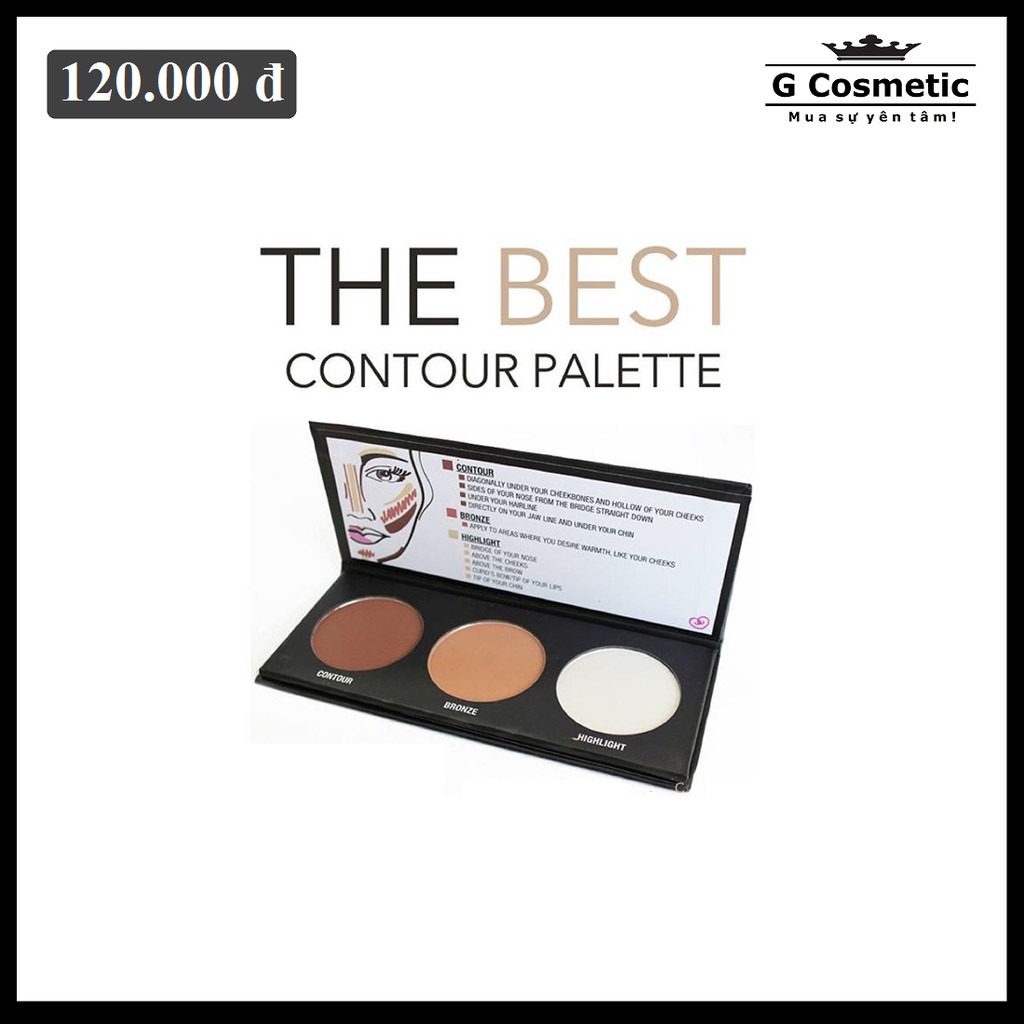 120.000 đ
G Cosmetic
Mua sự yên tâm!
THE BEST
CONTOUR PALETTE
CONTOUR
DIAGONALLY UNDER YOUR CHEEKBONES AND HOLLOW OF YOUR CHEEKS
SIDES OF YOUR NOSE FROM THE BRIDGE STRAIGHT DOWN
UNDER YOUR HAIRLINE
DIRECTLY ON YOUR JAW LINE AND UNDER YOUR CHIN
BRONZE
APPLY TO AREAS WHERE YOU DESIRE WARMTH, LIKE YOUR CHEEKS
HIGHLIGHT
BRIDGE OF YOUR NOSE
ABOVE THE CHEEKS
ABOVE THE BROW
CUPID'S BOW/TIP OF YOUR LIPS
TIP OF YOUR CHIN
CONTOUR
BRONZE
HIGHLIGHT